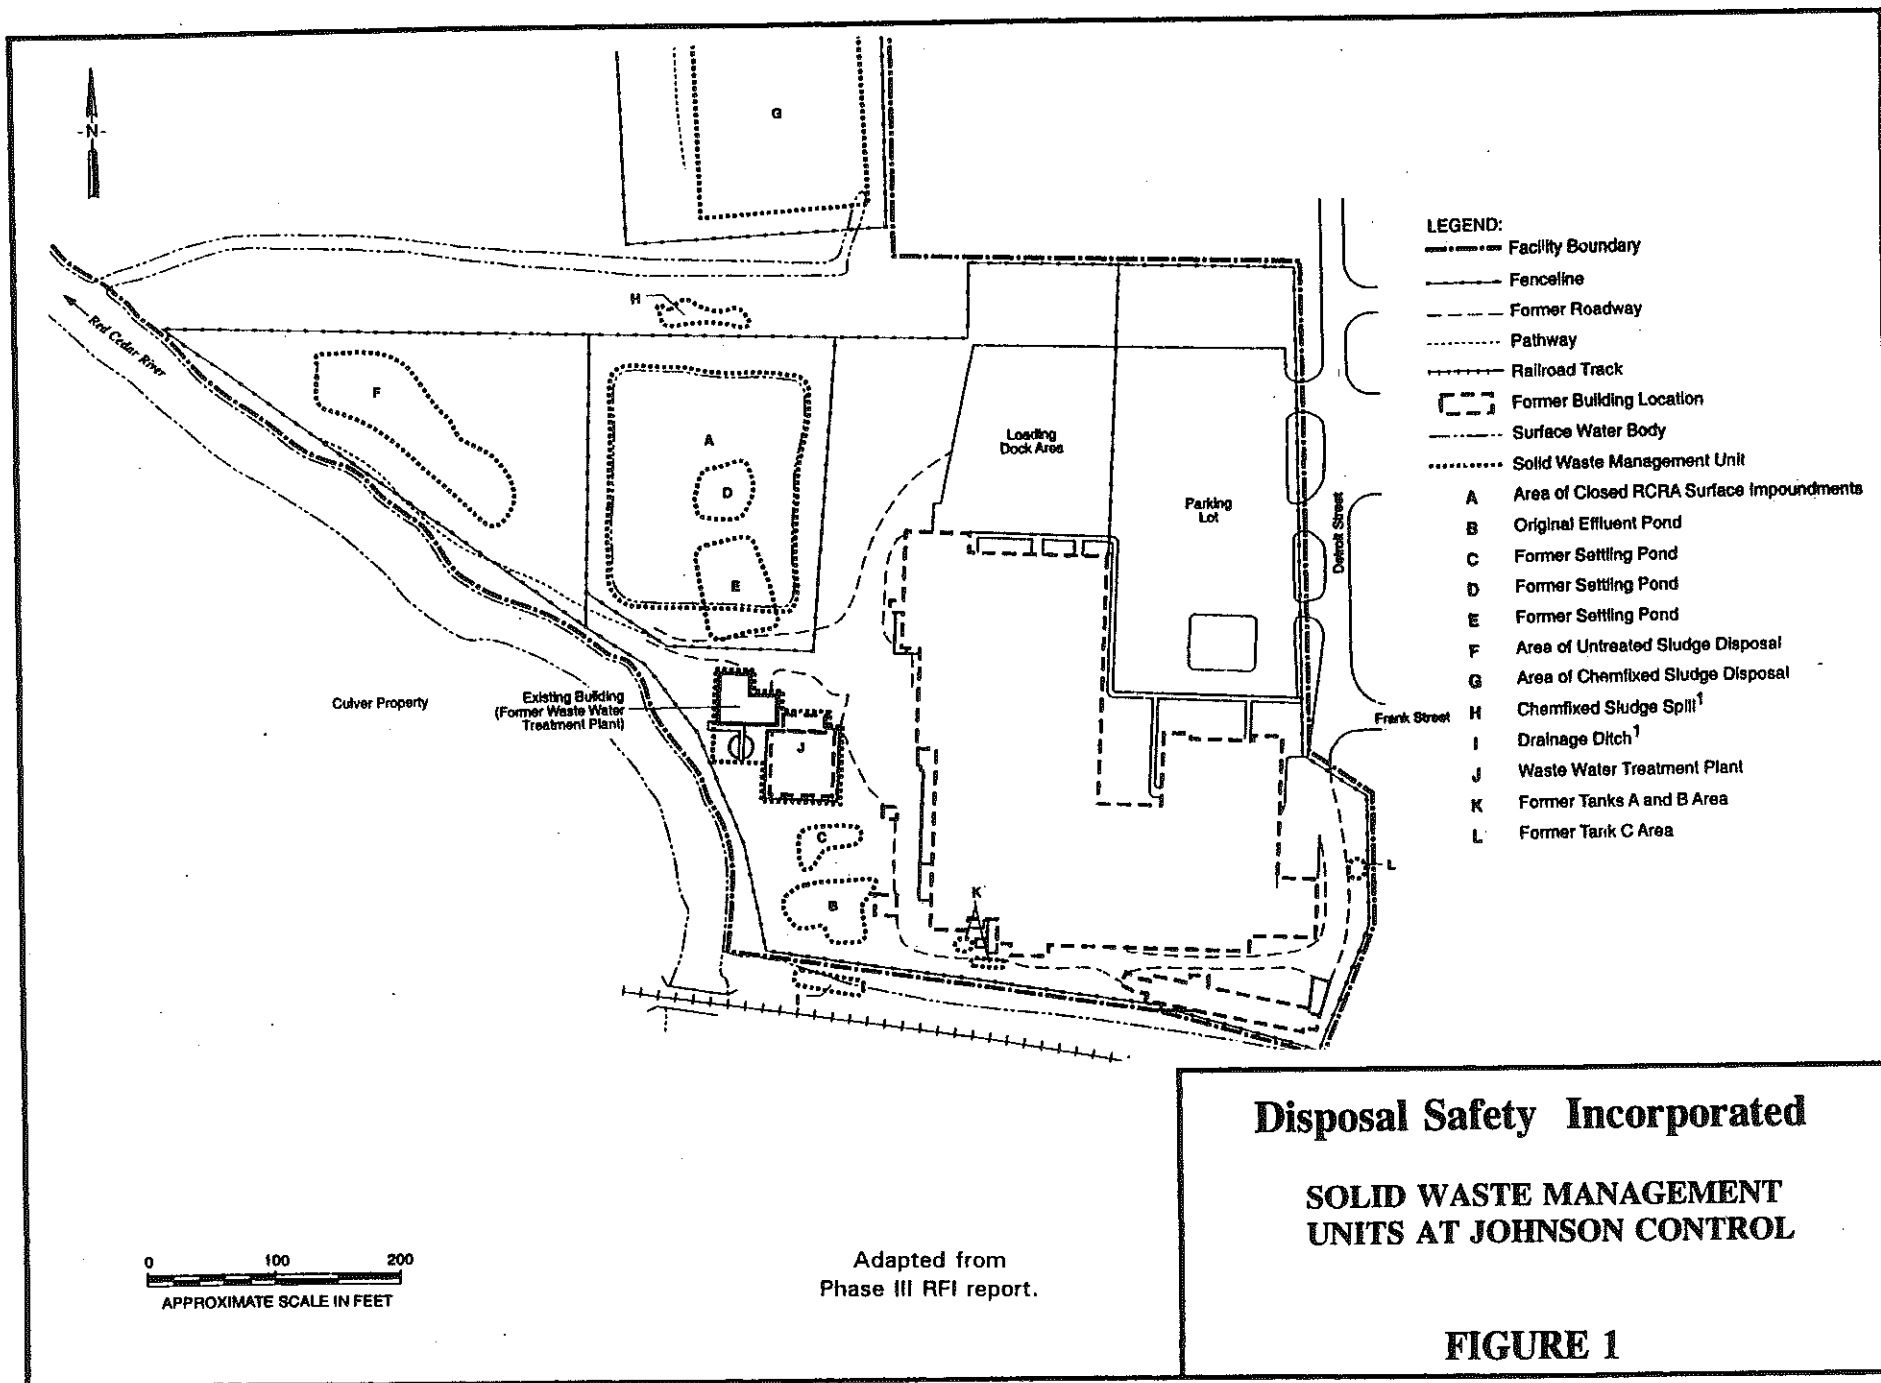 -N-
G
H
Red Cedar River
F
A
D
E
Loading
Dock Area
Parking
Lot
Detroit Street
Frank Street
Culver Property
Existing Building
(Former Waste Water
Treatment Plant)
J
C
B
K
L
I
LEGEND:
Facility Boundary
Fenceline
Former Roadway
Pathway
Railroad Track
Former Building Location
Surface Water Body
Solid Waste Management Unit
A Area of Closed RCRA Surface Impoundments
B Original Effluent Pond
C Former Settling Pond
D Former Settling Pond
E Former Settling Pond
F Area of Untreated Sludge Disposal
G Area of Chemfixed Sludge Disposal
H Chemfixed Sludge Spill¹
I Drainage Ditch¹
J Waste Water Treatment Plant
K Former Tanks A and B Area
L Former Tank C Area
0 100 200
APPROXIMATE SCALE IN FEET
Adapted from
Phase III RFI report.
Disposal Safety Incorporated
SOLID WASTE MANAGEMENT
UNITS AT JOHNSON CONTROL
FIGURE 1